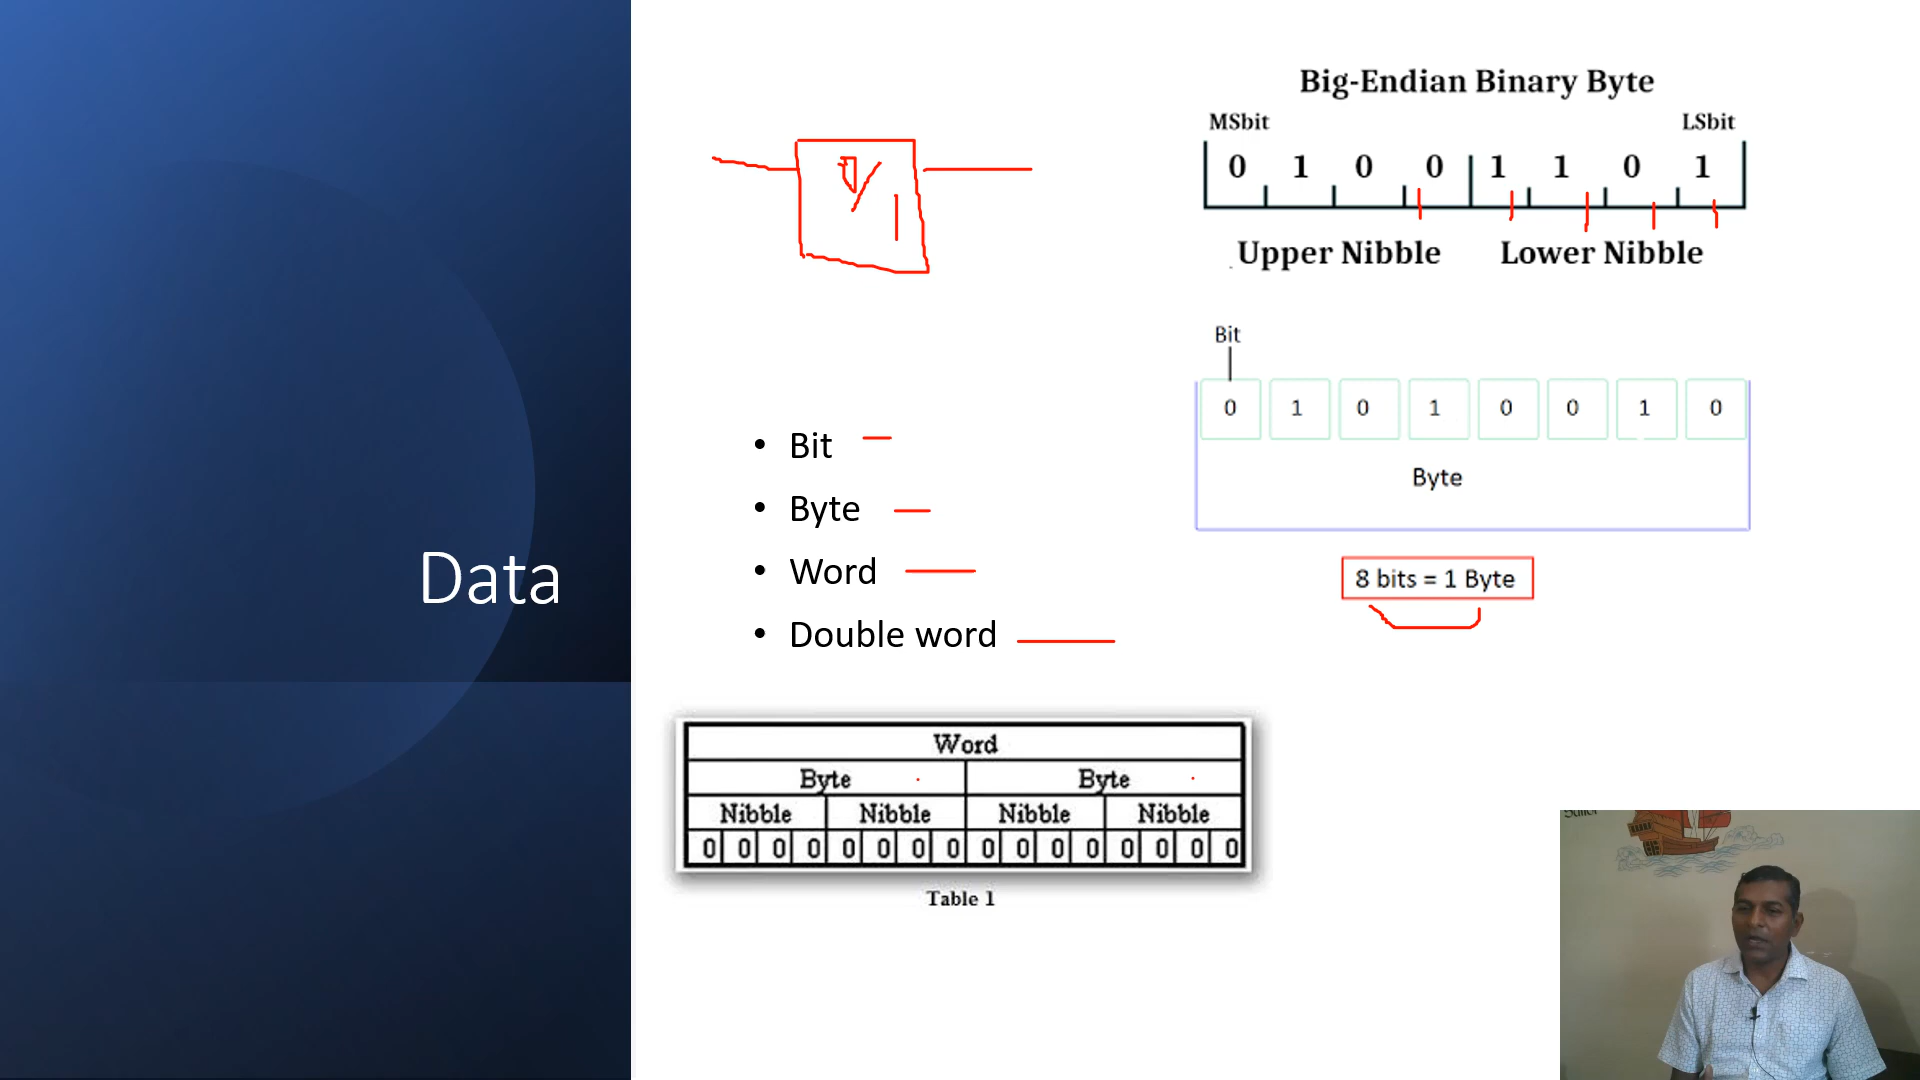 Data
Big-Endian Binary Byte
MSbit LSbit
0 1 0 0 1 1 0 1
Upper Nibble Lower Nibble
Bit
0 1 0 1 0 0 1 0
Byte
8 bits = 1 Byte
• Bit
• Byte
• Word
• Double word
Word
Byte Byte
Nibble Nibble Nibble Nibble
0 0 0 0 0 0 0 0 0 0 0 0 0 0 0 0
Table 1